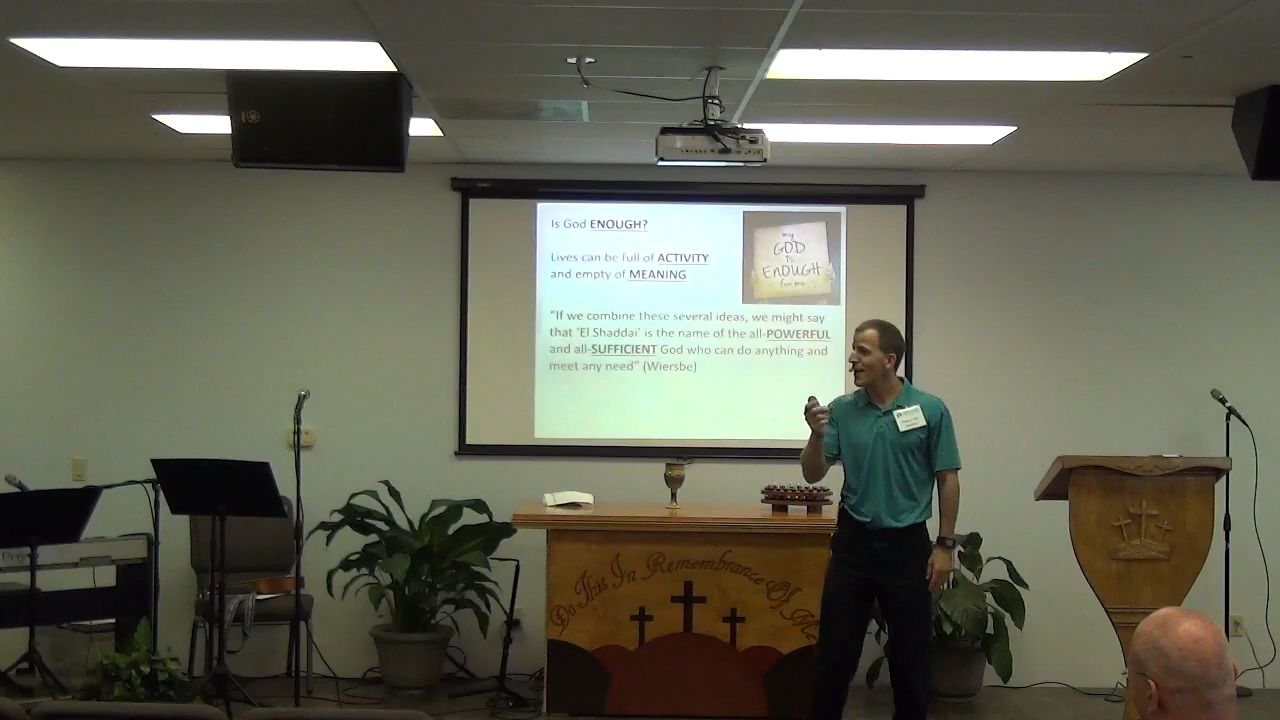 Is God ENOUGH?
Lives can be full of ACTIVITY
and empty of MEANING
my
GOD
is
ENOUGH
for me
“If we combine these several ideas, we might say
that ‘El Shaddai’ is the name of the all-POWERFUL
and all-SUFFICIENT God who can do anything and
meet any need” (Wiersbe)
Do This In Remembrance Of Me